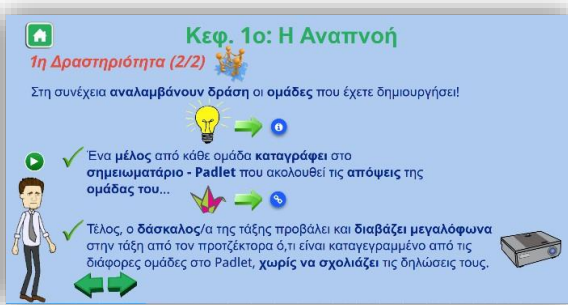 Κεφ. 1ο: Η Αναπνοή
1η Δραστηριότητα (2/2)
Στη συνέχεια αναλαμβάνουν δράση οι ομάδες που έχετε δημιουργήσει!
Ένα μέλος από κάθε ομάδα καταγράφει στο
σημειωματάριο - Padlet που ακολουθεί τις απόψεις της
ομάδας του...
Τέλος, ο δάσκαλος/α της τάξης προβάλει και διαβάζει μεγαλόφωνα
στην τάξη από τον προτζέκτορα ό,τι είναι καταγεγραμμένο από τις
διάφορες ομάδες στο Padlet, χωρίς να σχολιάζει τις δηλώσεις τους.